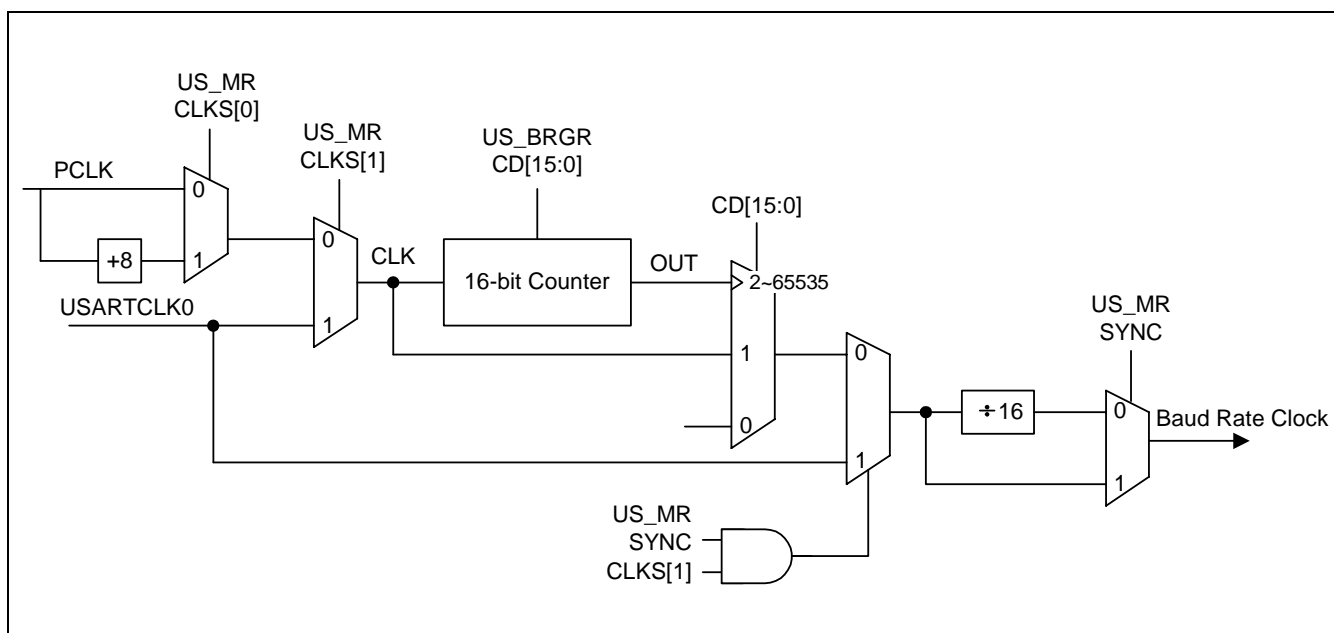 US_MR
CLKS[0]
US_MR
CLKS[1]
US_BRGR
CD[15:0]
PCLK
0
CD[15:0]
0
CLK
+8
1
16-bit Counter
OUT
2~65535
USARTCLK0
1
US_MR
SYNC
1
0
÷16
0
Baud Rate Clock
0
1
1
US_MR
SYNC
CLKS[1]